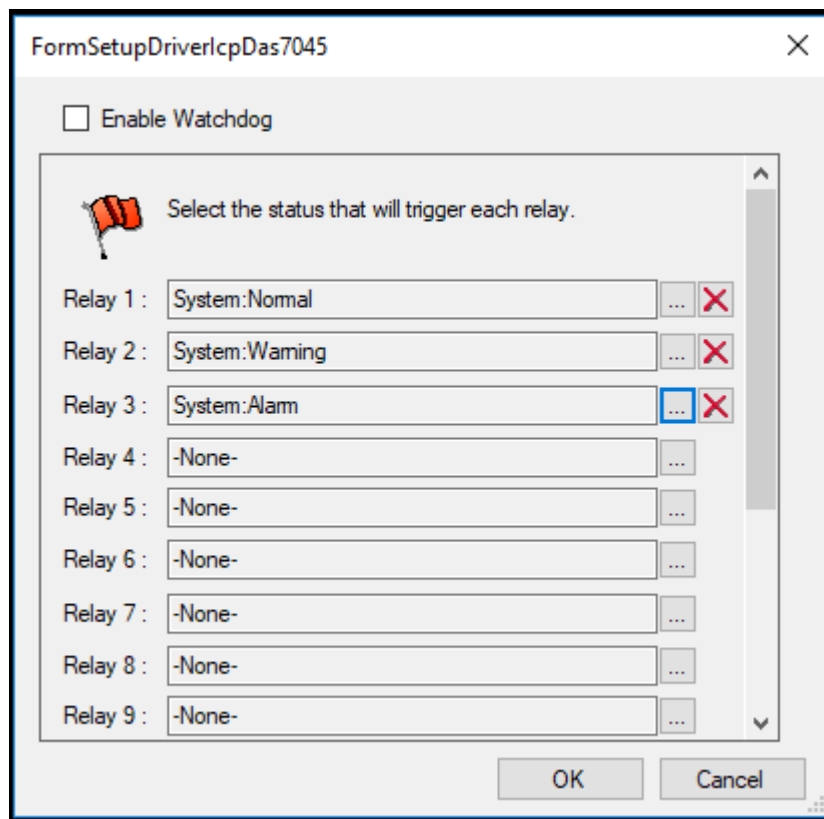 FormSetupDriverIcpDas7045
Enable Watchdog
Select the status that will trigger each relay.
Relay 1 : System:Normal ...
Relay 2 : System:Warning ...
Relay 3 : System:Alarm ...
Relay 4 : -None- ...
Relay 5 : -None- ...
Relay 6 : -None- ...
Relay 7 : -None- ...
Relay 8 : -None- ...
Relay 9 : -None- ...
OK Cancel